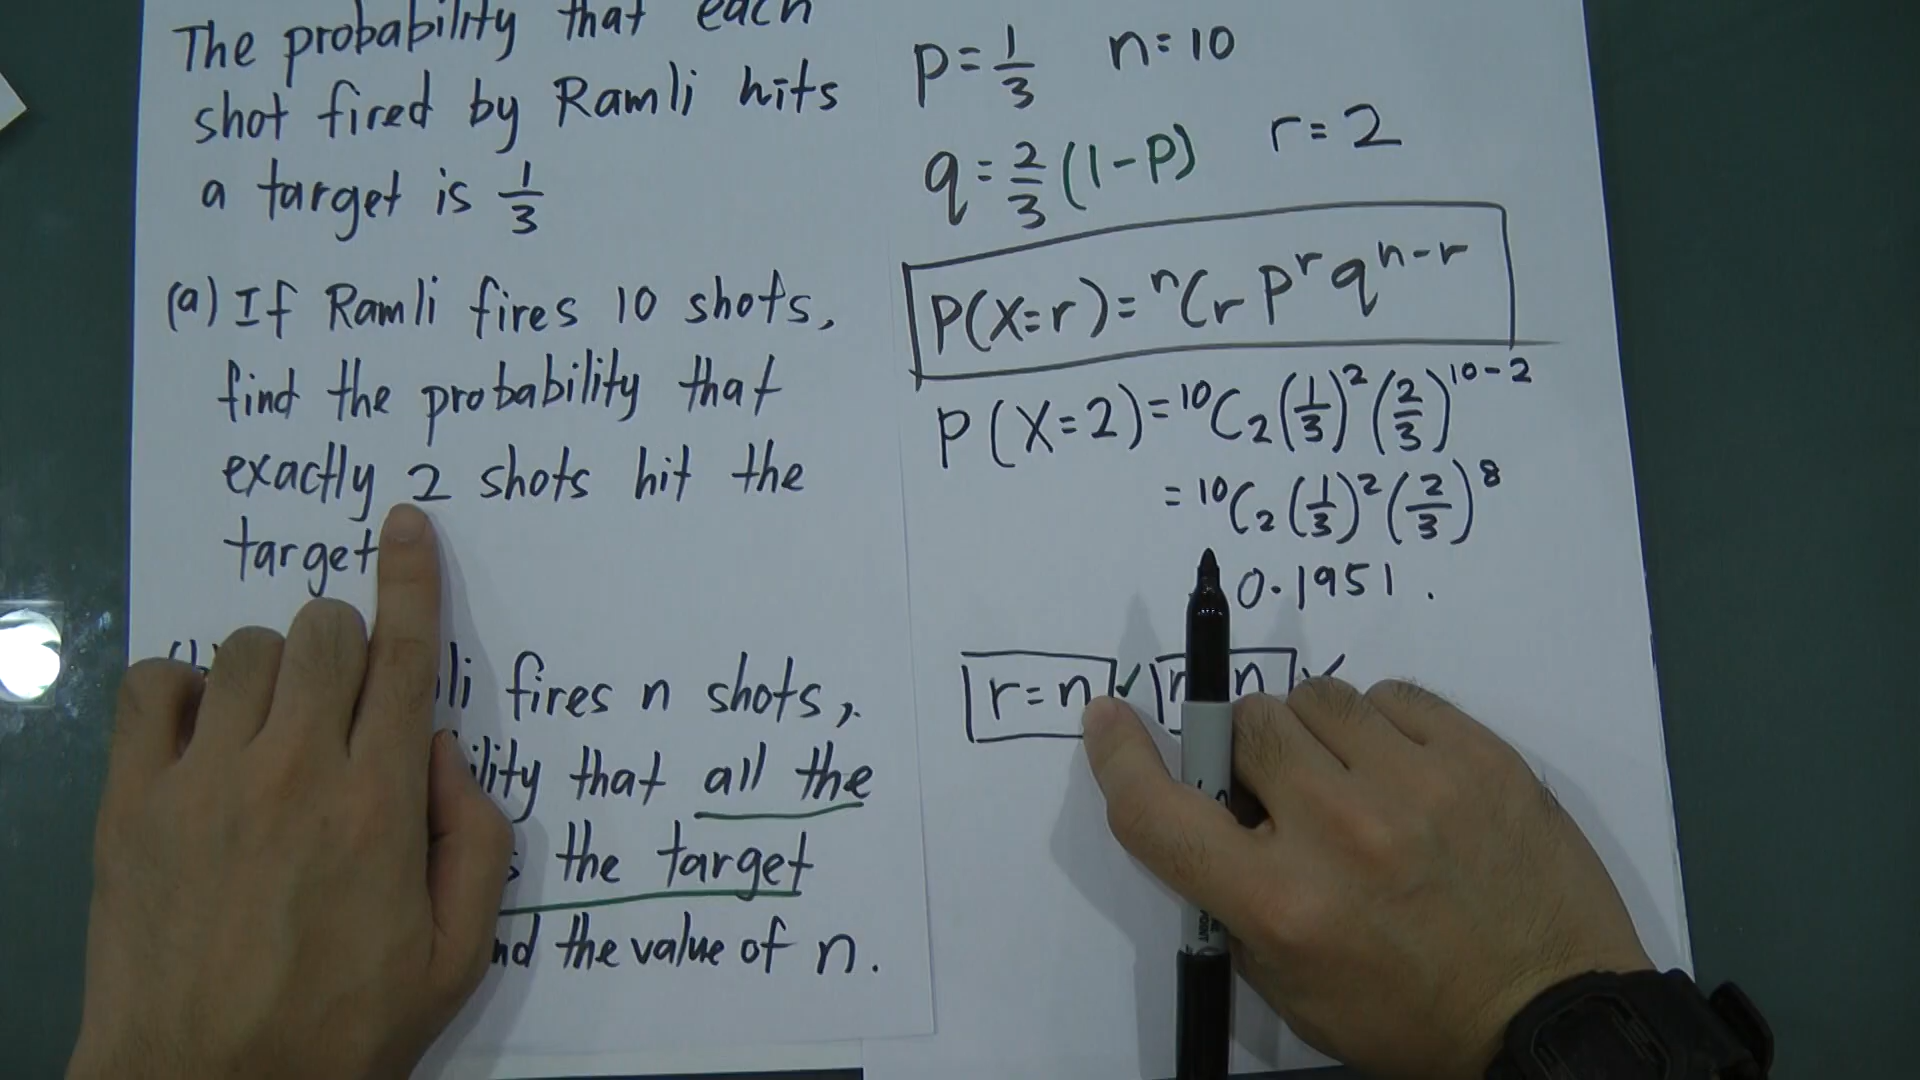 The probability that each
shot fired by Ramli hits
a target is 1/3
(a) If Ramli fires 10 shots,
find the probability that
exactly 2 shots hit the
target
fires n shots,
that all the
the target
the value of n.
p = 1/3 n = 10
q = 2/3 (1 - P) r = 2
P(X=r) = ⁿCr pʳ qⁿ⁻ʳ
P(X=2) = ¹⁰C₂ (1/3)² (2/3)¹⁰⁻²
= ¹⁰C₂ (1/3)² (2/3)⁸
0.1951.
r = n ✓ n